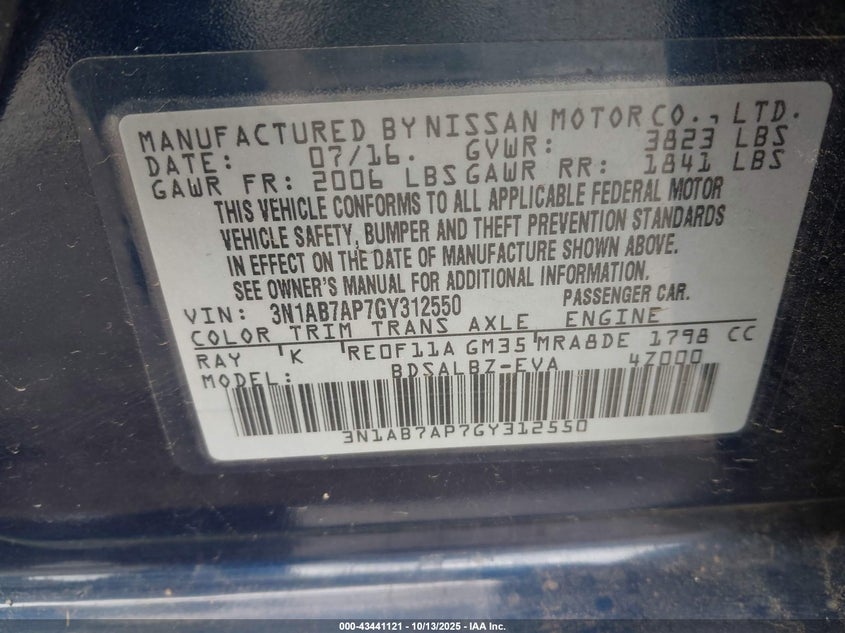 MANUFACTURED BY NISSAN MOTOR CO., LTD.
DATE: 07/16. GVWR: 3823 LBS
GAWR FR: 2006 LBS GAWR RR: 1841 LBS
THIS VEHICLE CONFORMS TO ALL APPLICABLE FEDERAL MOTOR
VEHICLE SAFETY, BUMPER AND THEFT PREVENTION STANDARDS
IN EFFECT ON THE DATE OF MANUFACTURE SHOWN ABOVE.
SEE OWNER'S MANUAL FOR ADDITIONAL INFORMATION.
VIN: 3N1AB7AP7GY312550 PASSENGER CAR.
COLOR TRIM TRANS AXLE ENGINE
RAY K RE0F11A GM35 MRA8DE 1798 CC
MODEL: BDSALBZ-EVA 4Z000
3N1AB7AP7GY312550
000-43441121 - 10/13/2025 - IAA Inc.